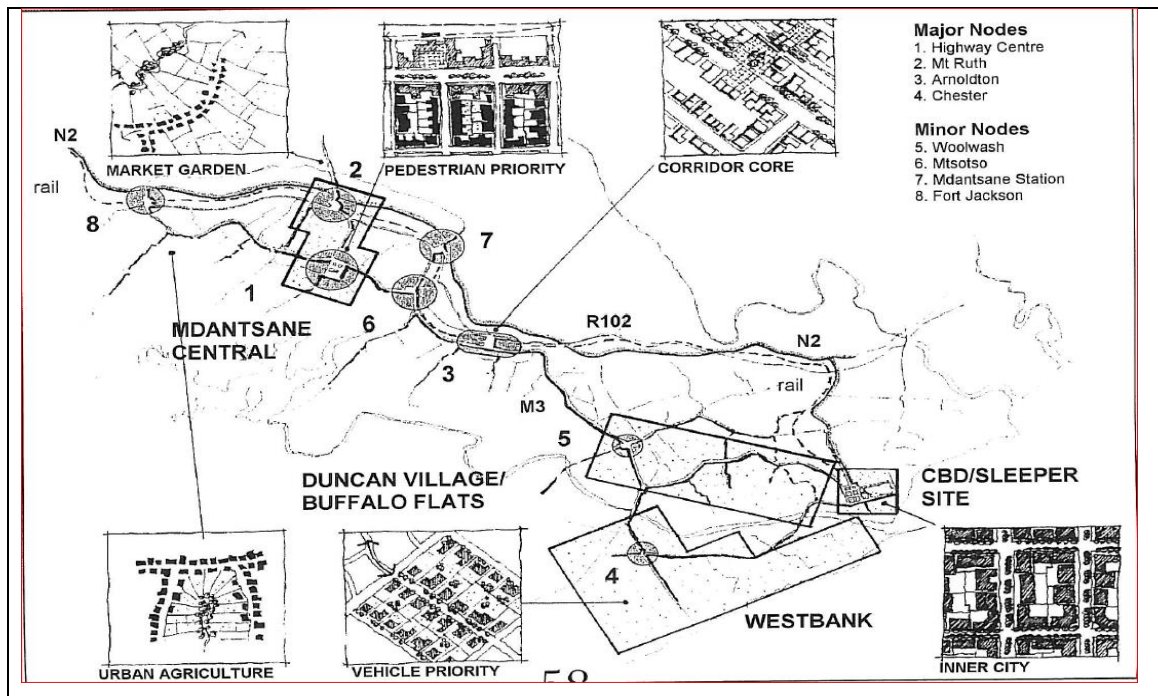 Major Nodes
1. Highway Centre
2. Mt Ruth
3. Arnoldton
4. Chester
Minor Nodes
5. Woolwash
6. Mtsotso
7. Mdantsane Station
8. Fort Jackson
N2
MARKET GARDEN
2
PEDESTRIAN PRIORITY
CORRIDOR CORE
rail
8
7
1
MDANTSANE
CENTRAL
6
R102
N2
3
rail
M3
5
DUNCAN VILLAGE/
BUFFALO FLATS
CBD/SLEEPER
SITE
4
WESTBANK
URBAN AGRICULTURE
VEHICLE PRIORITY
INNER CITY